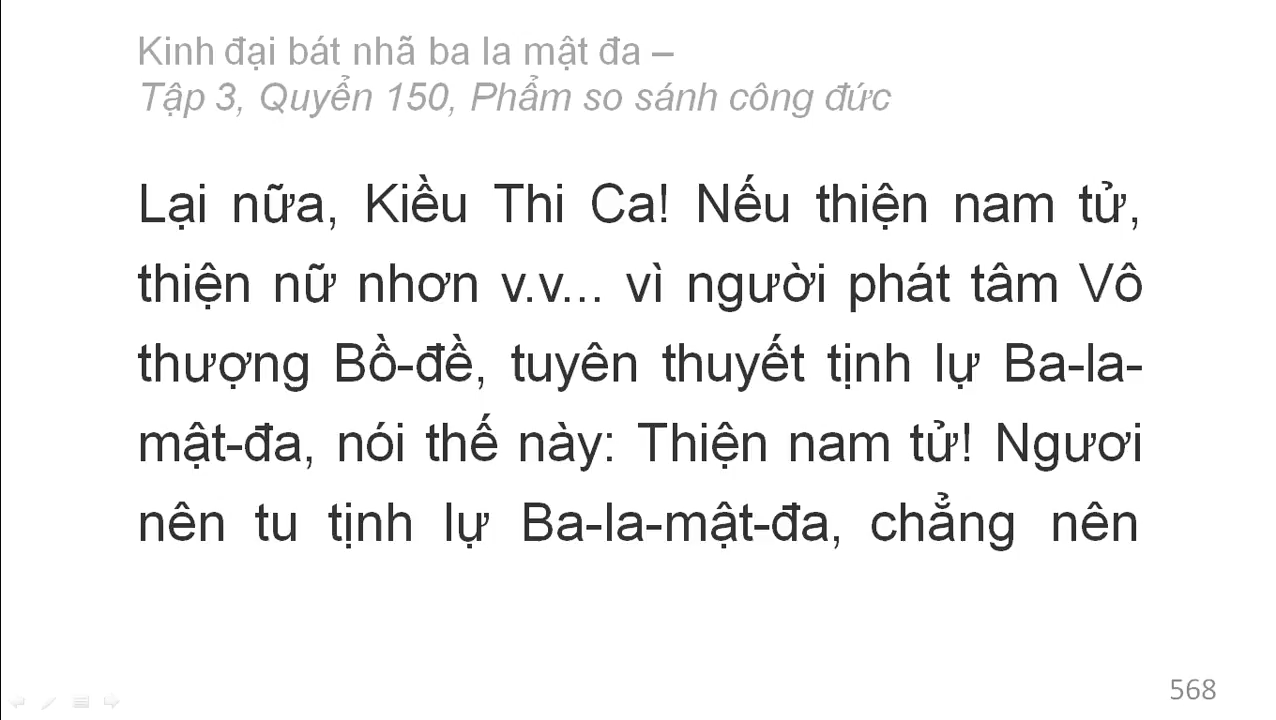 Kinh đại bát nhã ba la mật đa –
Tập 3, Quyển 150, Phẩm so sánh công đức
Lại nữa, Kiều Thi Ca! Nếu thiện nam tử,
thiện nữ nhơn v.v... vì người phát tâm Vô
thượng Bồ-đề, tuyên thuyết tịnh lự Ba-la-
mật-đa, nói thế này: Thiện nam tử! Ngươi
nên tu tịnh lự Ba-la-mật-đa, chẳng nên
568